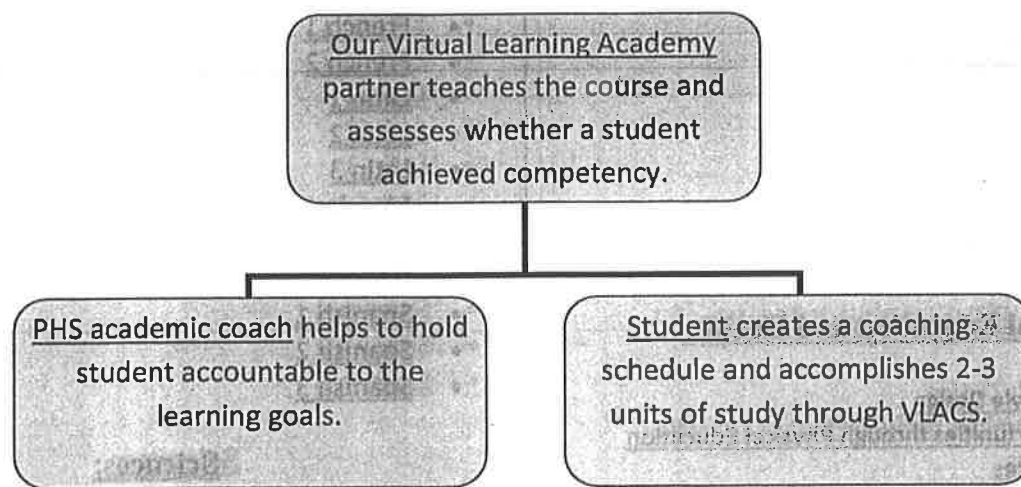 Our Virtual Learning Academy
partner teaches the course and
assesses whether a student
achieved competency.
PHS academic coach helps to hold
student accountable to the
learning goals.
Student creates a coaching
schedule and accomplishes 2-3
units of study through VLACS.